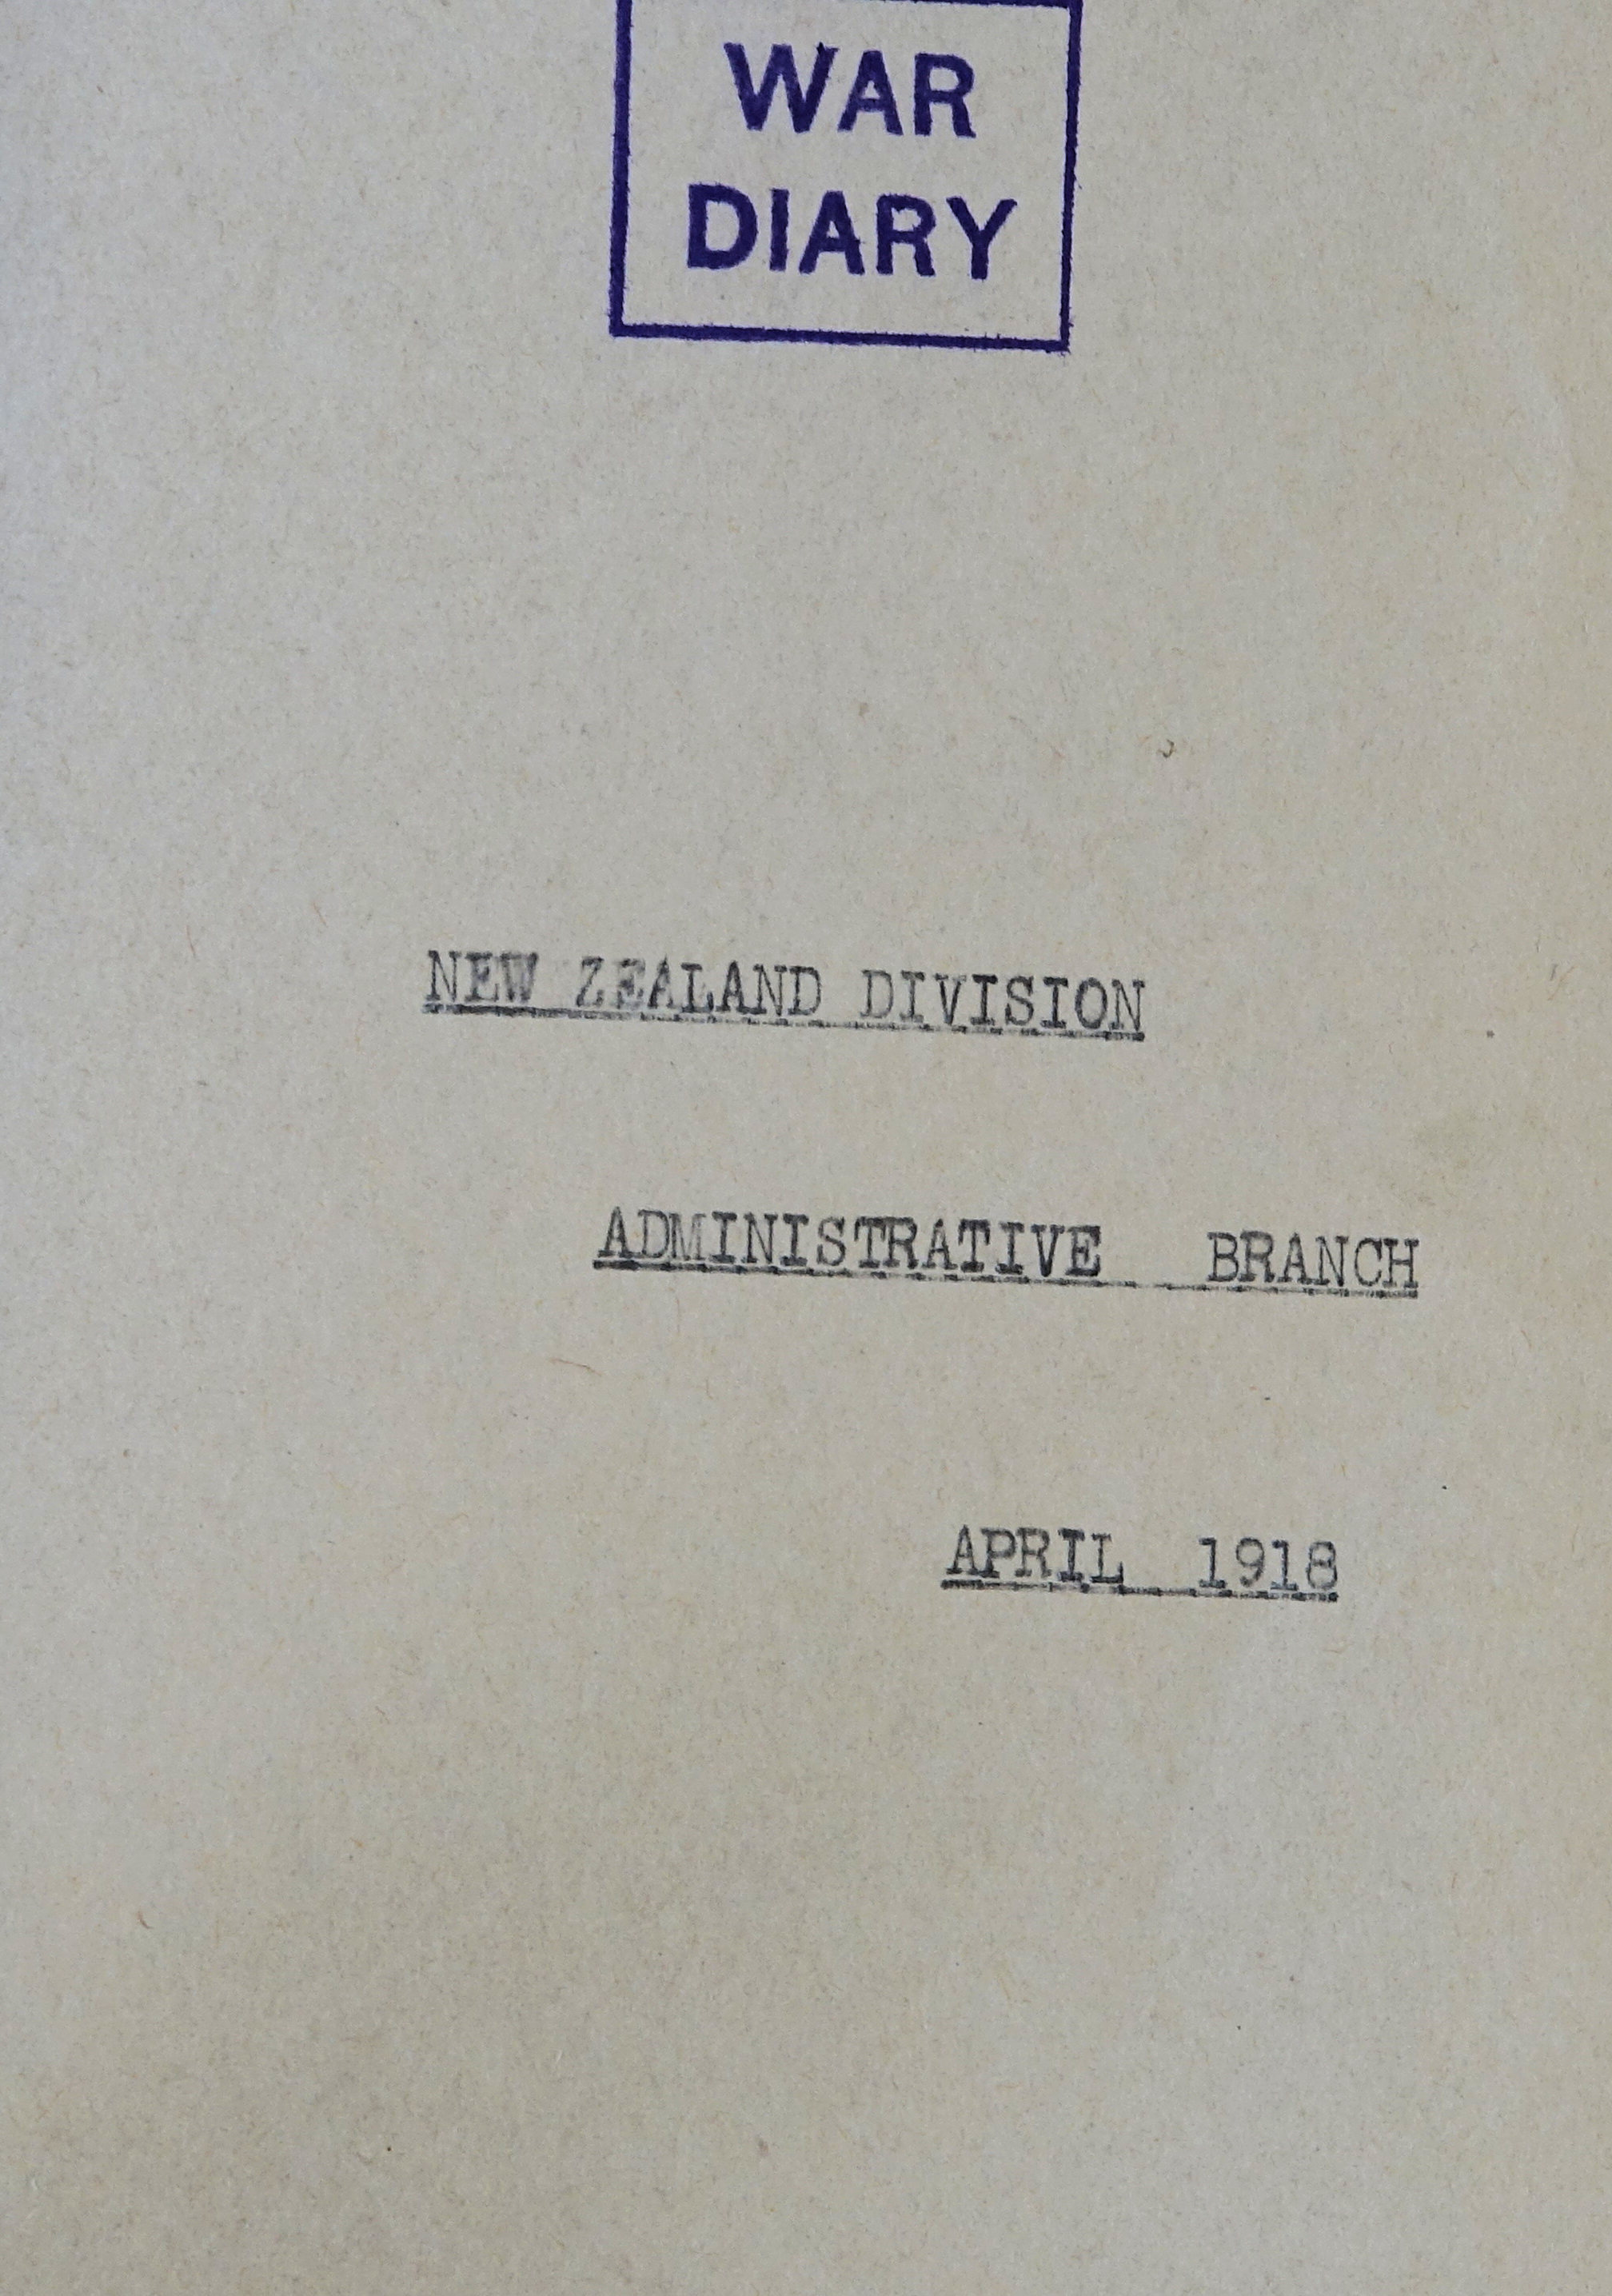 WAR
DIARY
NEW ZEALAND DIVISION
ADMINISTRATIVE BRANCH
APRIL 1918